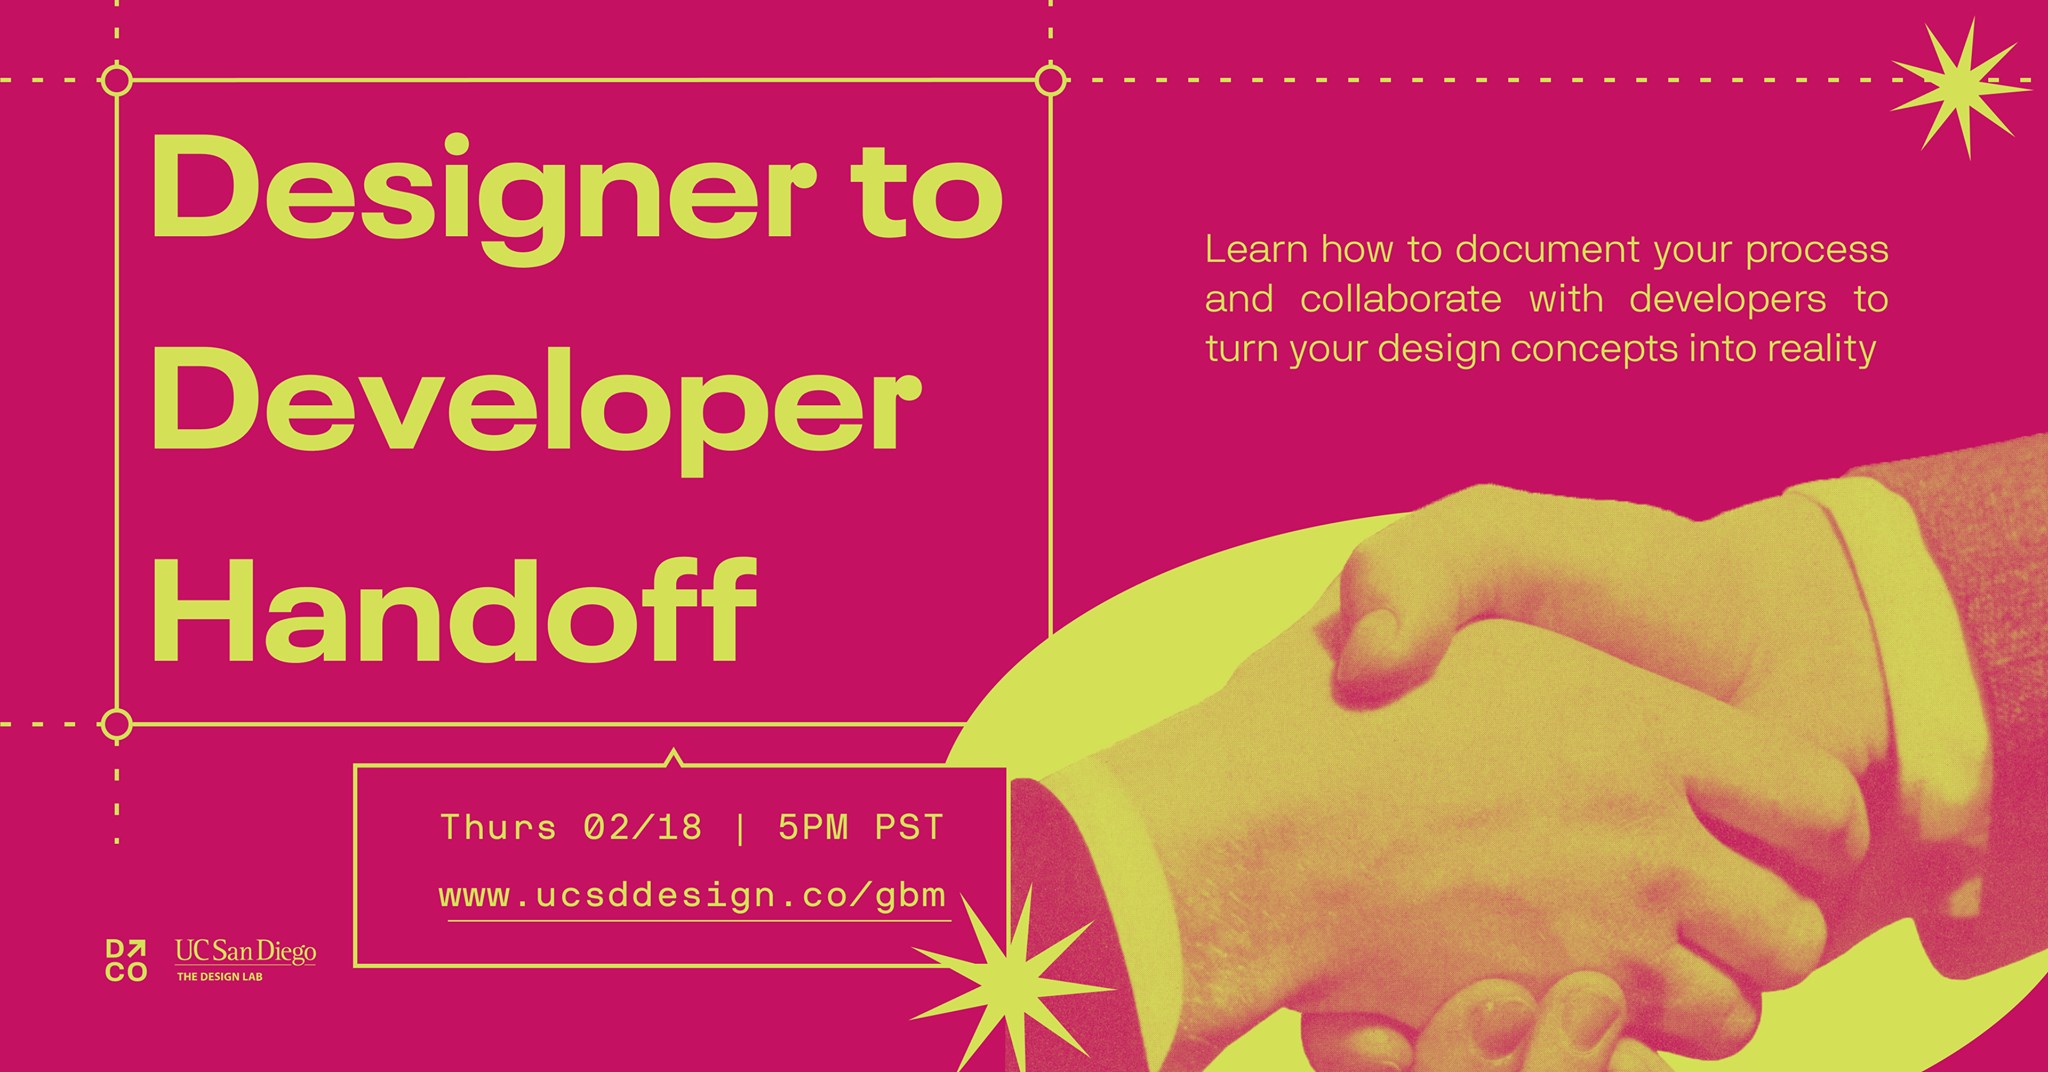 Designer to
Developer
Handoff
Learn how to document your process
and collaborate with developers to
turn your design concepts into reality
Thurs 02/18 | 5PM PST
www.ucsddesign.co/gbm
D↗
CO
UC San Diego
THE DESIGN LAB